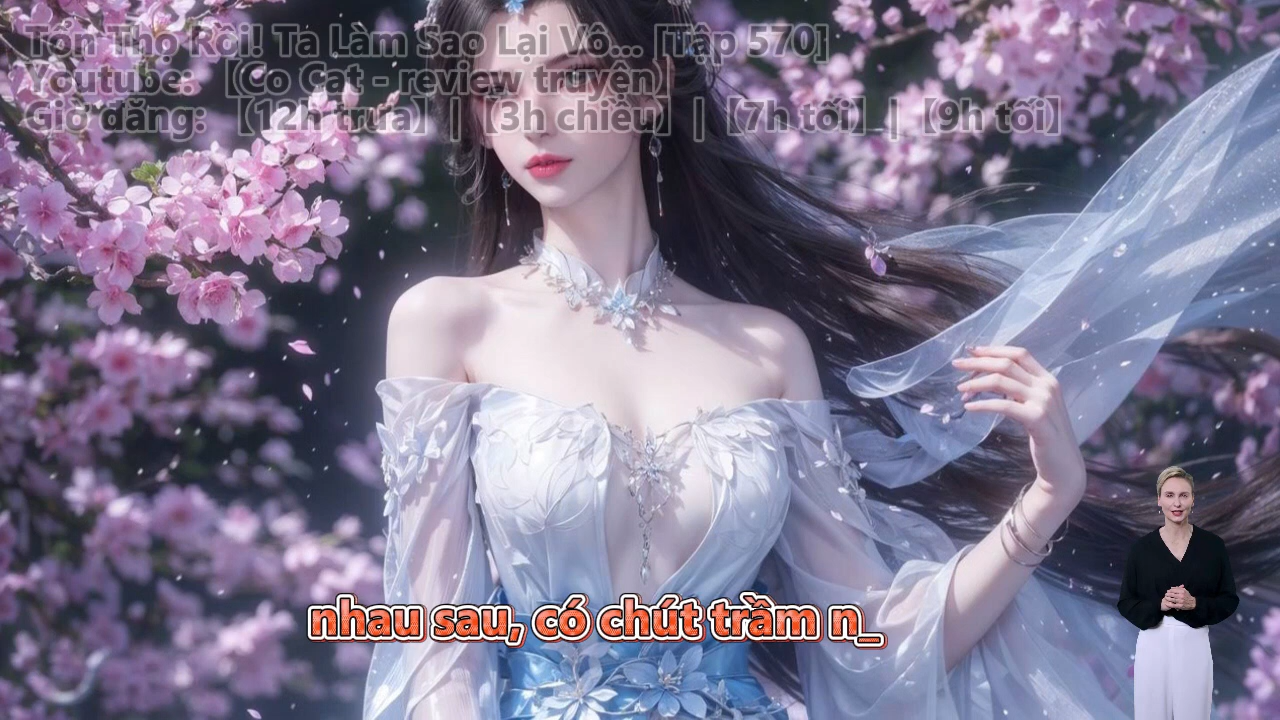 Tôn Thọ Rồi! Ta Làm Sao Lại Vô... [Tập 570]
Youtube: [Cọ Cat - review truyện]
Giờ đăng: [12h trưa] | [3h chiều] | [7h tối] | [9h tối]
nhau sau, có chút trầm n_